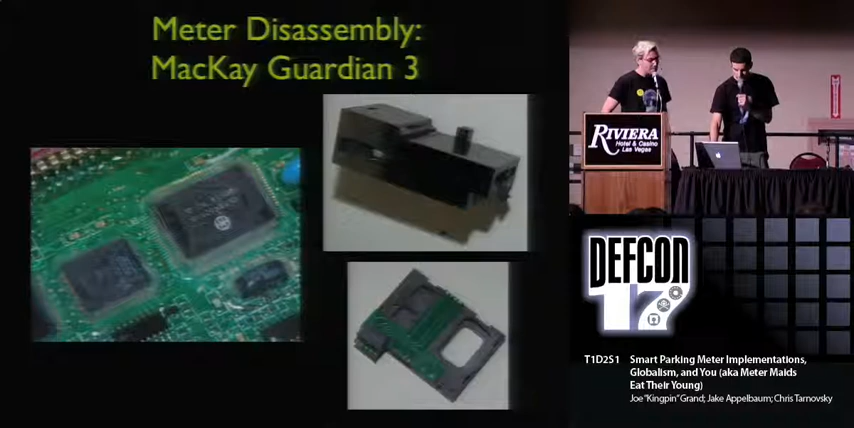 Meter Disassembly:
MacKay Guardian 3
RIVIERA
Hotel & Casino
Las Vegas
DEFCON
17
T1D2S1 Smart Parking Meter Implementations,
Globalism, and You (aka Meter Maids
Eat Their Young)
Joe "Kingpin" Grand; Jake Appelbaum; Chris Tarnovsky